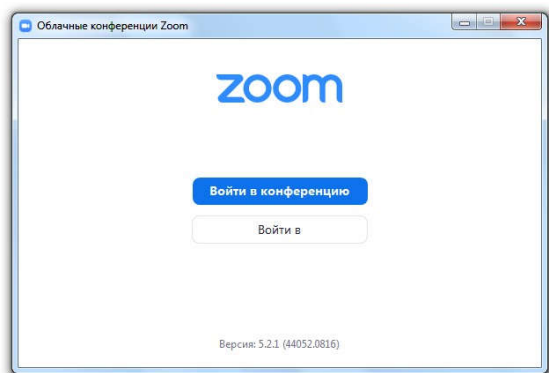 Облачные конференции Zoom
zoom
Войти в конференцию
Войти в
Версия: 5.2.1 (44052.0816)